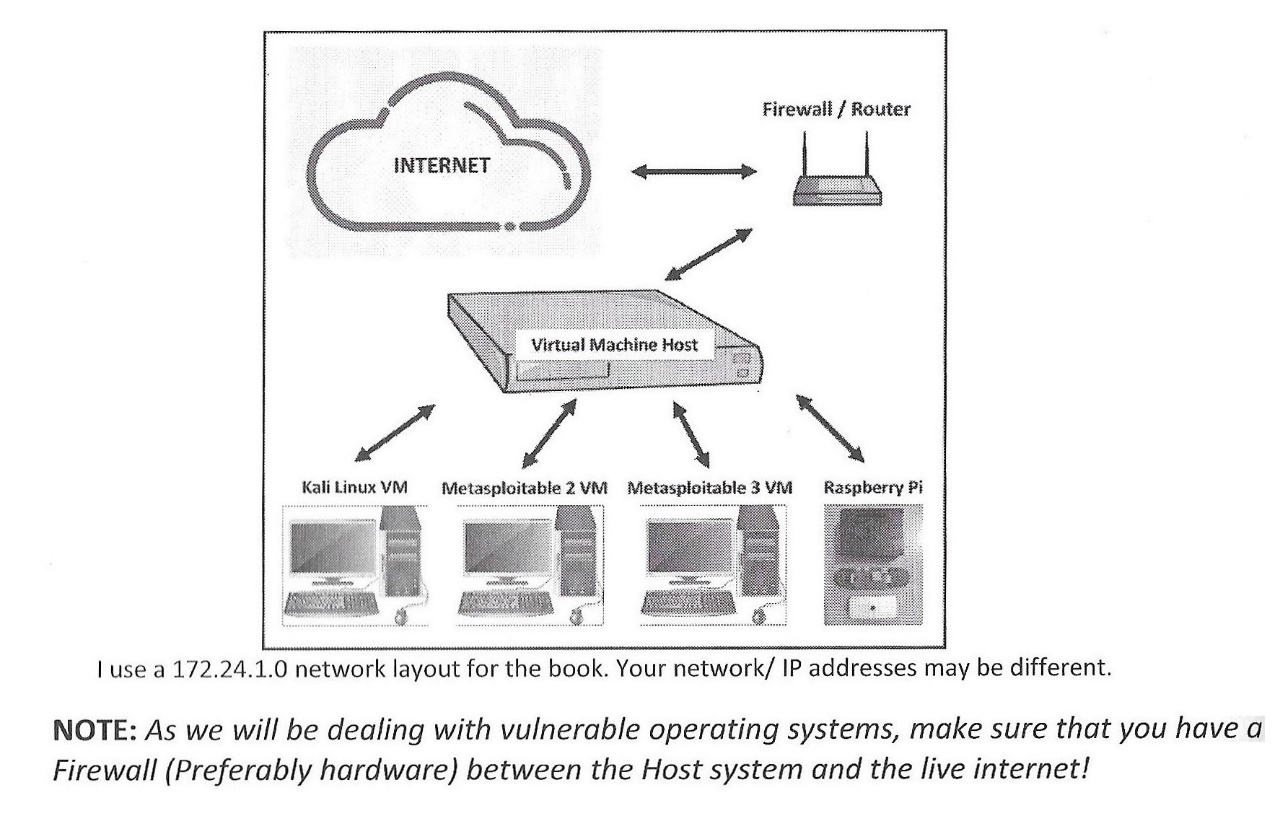 Firewall / Router
INTERNET
Virtual Machine Host
Kali Linux VM
Metasploitable 2 VM
Metasploitable 3 VM
Raspberry Pi
I use a 172.24.1.0 network layout for the book. Your network/ IP addresses may be different.
NOTE: As we will be dealing with vulnerable operating systems, make sure that you have a
Firewall (Preferably hardware) between the Host system and the live internet!